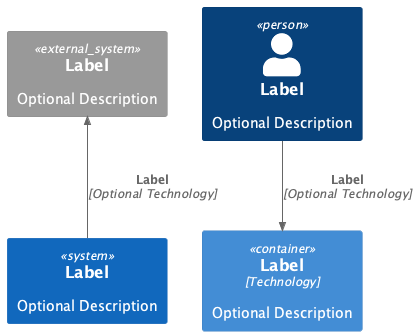 «external_system»
Label
Optional Description
«person»
Label
Optional Description
Label
[Optional Technology]
Label
[Optional Technology]
«system»
Label
Optional Description
«container»
Label
[Technology]
Optional Description